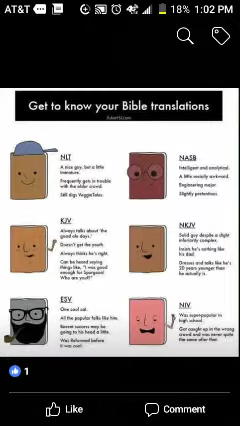 AT&T
18% 1:02 PM
Get to know your Bible translations
NLT
A nice guy, but a little
immature.
Frequently gets in trouble
with the older crowd.
Still digs VeggieTales.
NASB
Intelligent and analytical.
A little socially awkward.
Engineering major.
Slightly pretentious.
KJV
Always talks about 'the
good ole days.'
Doesn't get the youth.
Always thinks he's right.
Can be heard saying
things like, "I was good
enough for Spurgeon!
Who are you?!"
NKJV
Solid guy despite slight
inferiority complex.
Insists he's nothing like
his dad.
Dresses and talks like he's
20 years younger than
he actually is.
ESV
One cool cat.
All the popular folks like him.
Recent success may be
going to his head a little.
Was Reformed before
it was cool.
NIV
Was super-popular in
high school.
Got caught up in the wrong
crowd and was never quite
the same after that.
1
Like
Comment